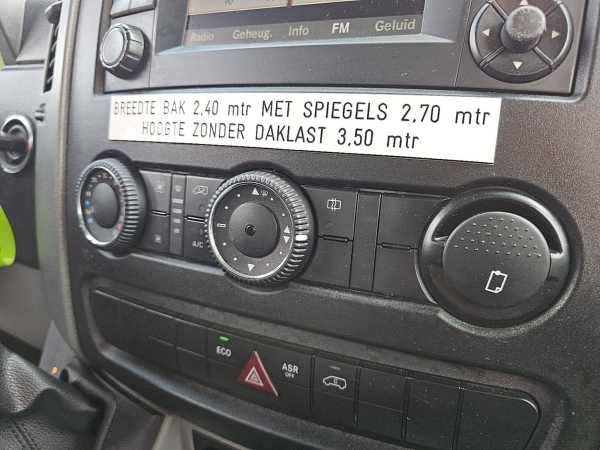 Radio Geheug. Info FM Geluid
BREEDTE BAK 2,40 mtr MET SPIEGELS 2,70 mtr
HOOGTE ZONDER DAKLAST 3,50 mtr
A/C
ECO
ASR
OFF